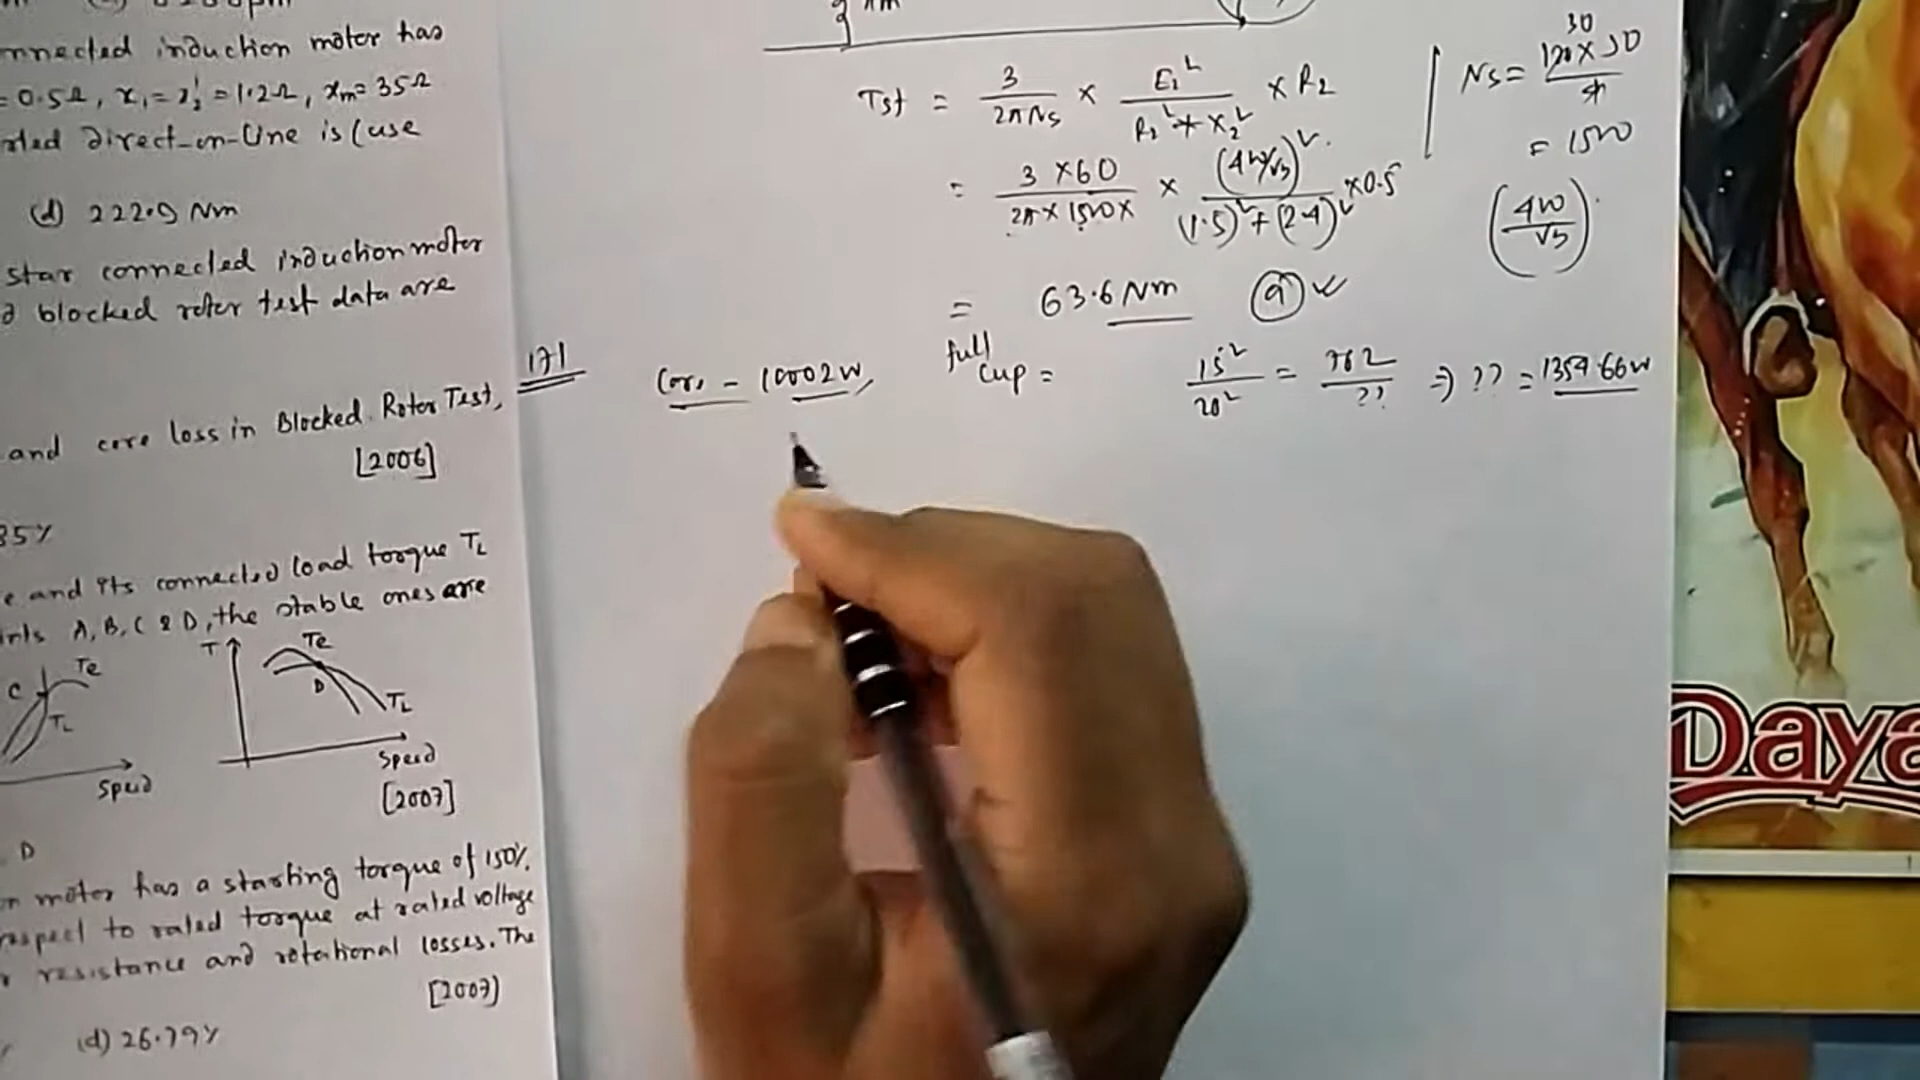 nnected induction motor has
= 0.5Ω, x₁ = x₂' = 1.2Ω, xm = 35Ω
rted direct-on-line is (use
(d) 222.9 Nm
star connected induction motor
d blocked rotor test data are
and core loss in Blocked Rotor Test,
[2006]
35%
e and its connected load torque TL
ints A, B, C & D, the stable ones are
C Te TL Speed
T Te D TL Speed
[2007]
D
n motor has a starting torque of 150%.
respect to rated torque at rated voltage
r resistance and rotational losses. The
[2007]
(d) 26.79%
Tst = 3/2πNs × E₁²/R₂² + X₂² × R₂
= 3 × 60/2π × 1500 × × (400/√3)²/(1.5)² + (2.4)² × 0.5
= 63.6 Nm (a)
Ns = 120 × 50/4
30
= 1500
(400/√3)
171
Core - 1002 w,
full cup = 15²/20² = 762/?? ⇒ ?? = 1354.66 w
Daya